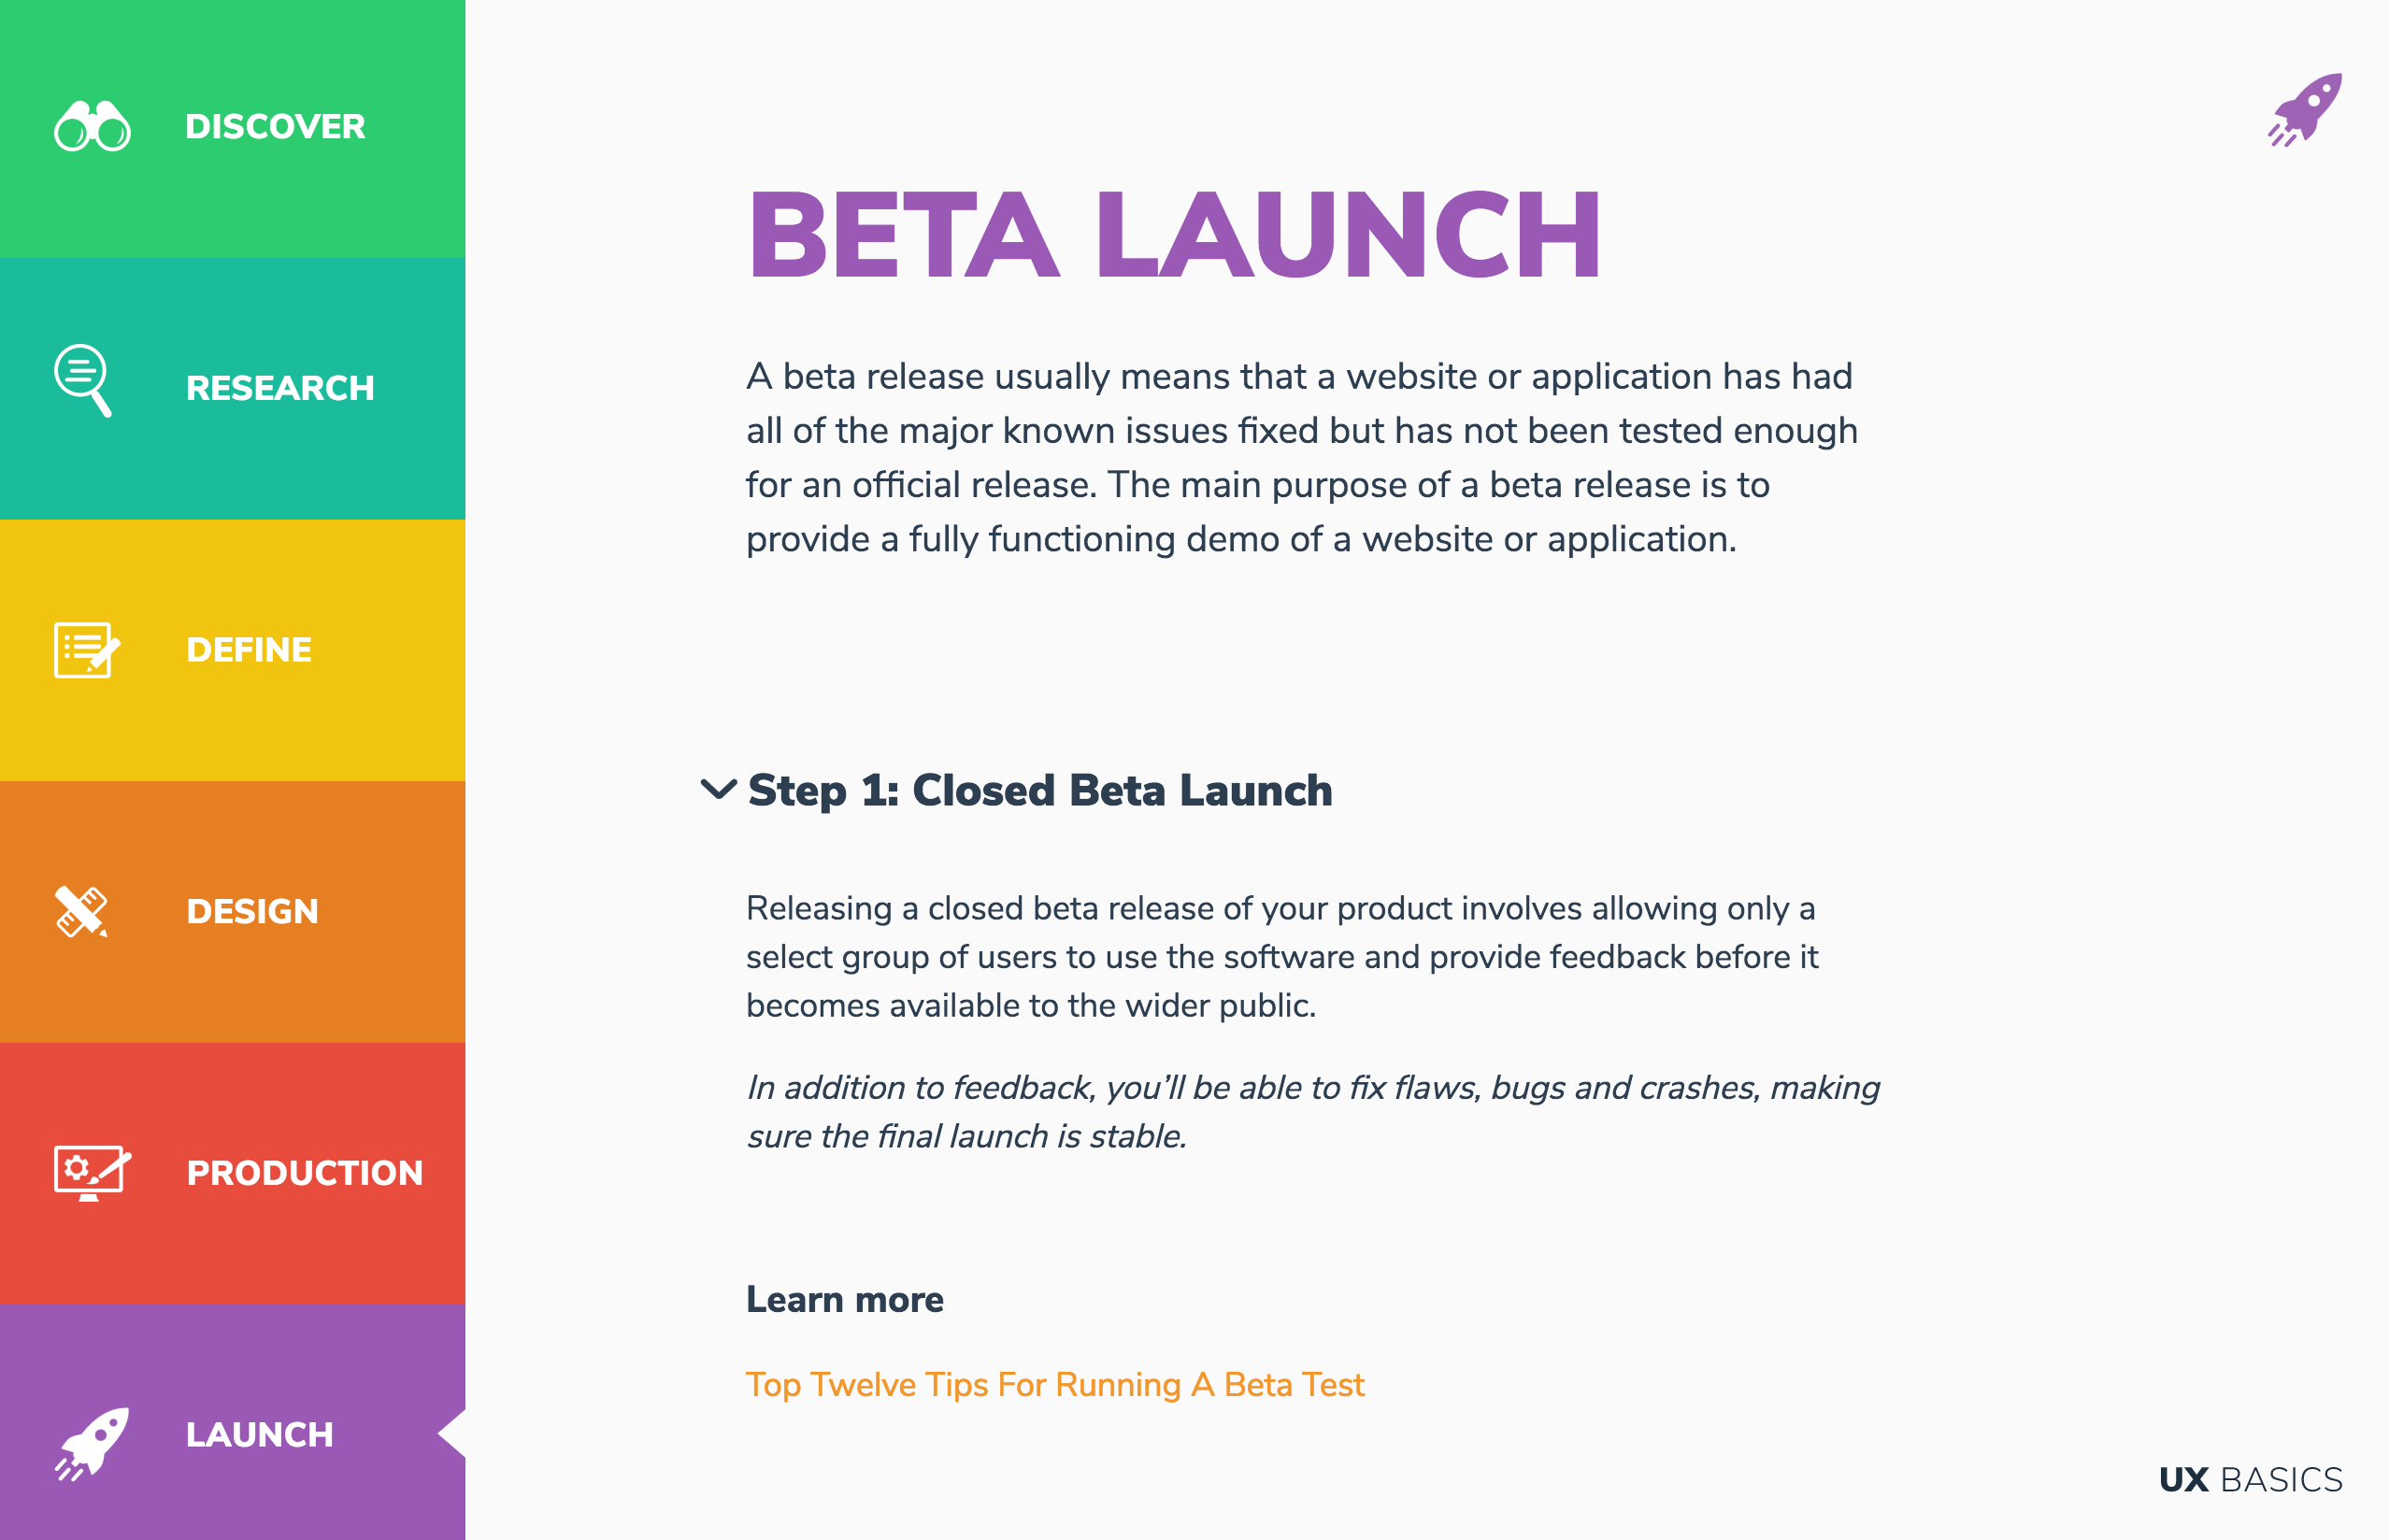 DISCOVER
RESEARCH
DEFINE
DESIGN
PRODUCTION
LAUNCH
BETA LAUNCH
A beta release usually means that a website or application has had
all of the major known issues fixed but has not been tested enough
for an official release. The main purpose of a beta release is to
provide a fully functioning demo of a website or application.
Step 1: Closed Beta Launch
Releasing a closed beta release of your product involves allowing only a
select group of users to use the software and provide feedback before it
becomes available to the wider public.
In addition to feedback, you’ll be able to fix flaws, bugs and crashes, making
sure the final launch is stable.
Learn more
Top Twelve Tips For Running A Beta Test
UX BASICS